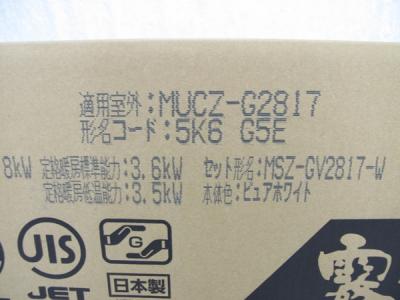 適用室外:MUCZ-G2817
形名コード:5K6 G5E
8kW 定格暖房標準能力:3.6kW セット形名:MSZ-GV2817-W
定格暖房低温能力:3.5kW 本体色:ピュアホワイト
JIS
G
JET
日本製
霧